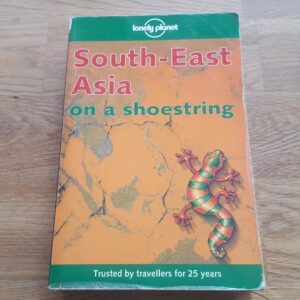 lonely planet
South-East
Asia
on a shoestring
Trusted by travellers for 25 years